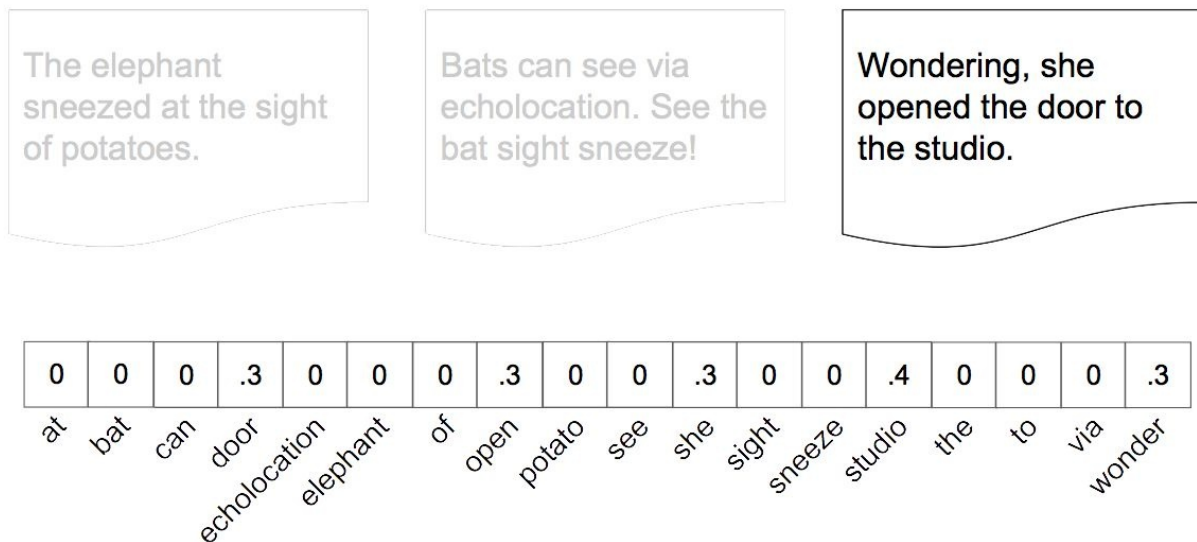 The elephant
sneezed at the sight
of potatoes.
Bats can see via
echolocation. See the
bat sight sneeze!
Wondering, she
opened the door to
the studio.
0 0 0 .3 0 0 0 .3 0 0 .3 0 0 .4 0 0 0 .3
at bat can door echolocation elephant of open potato see she sight sneeze studio the to via wonder